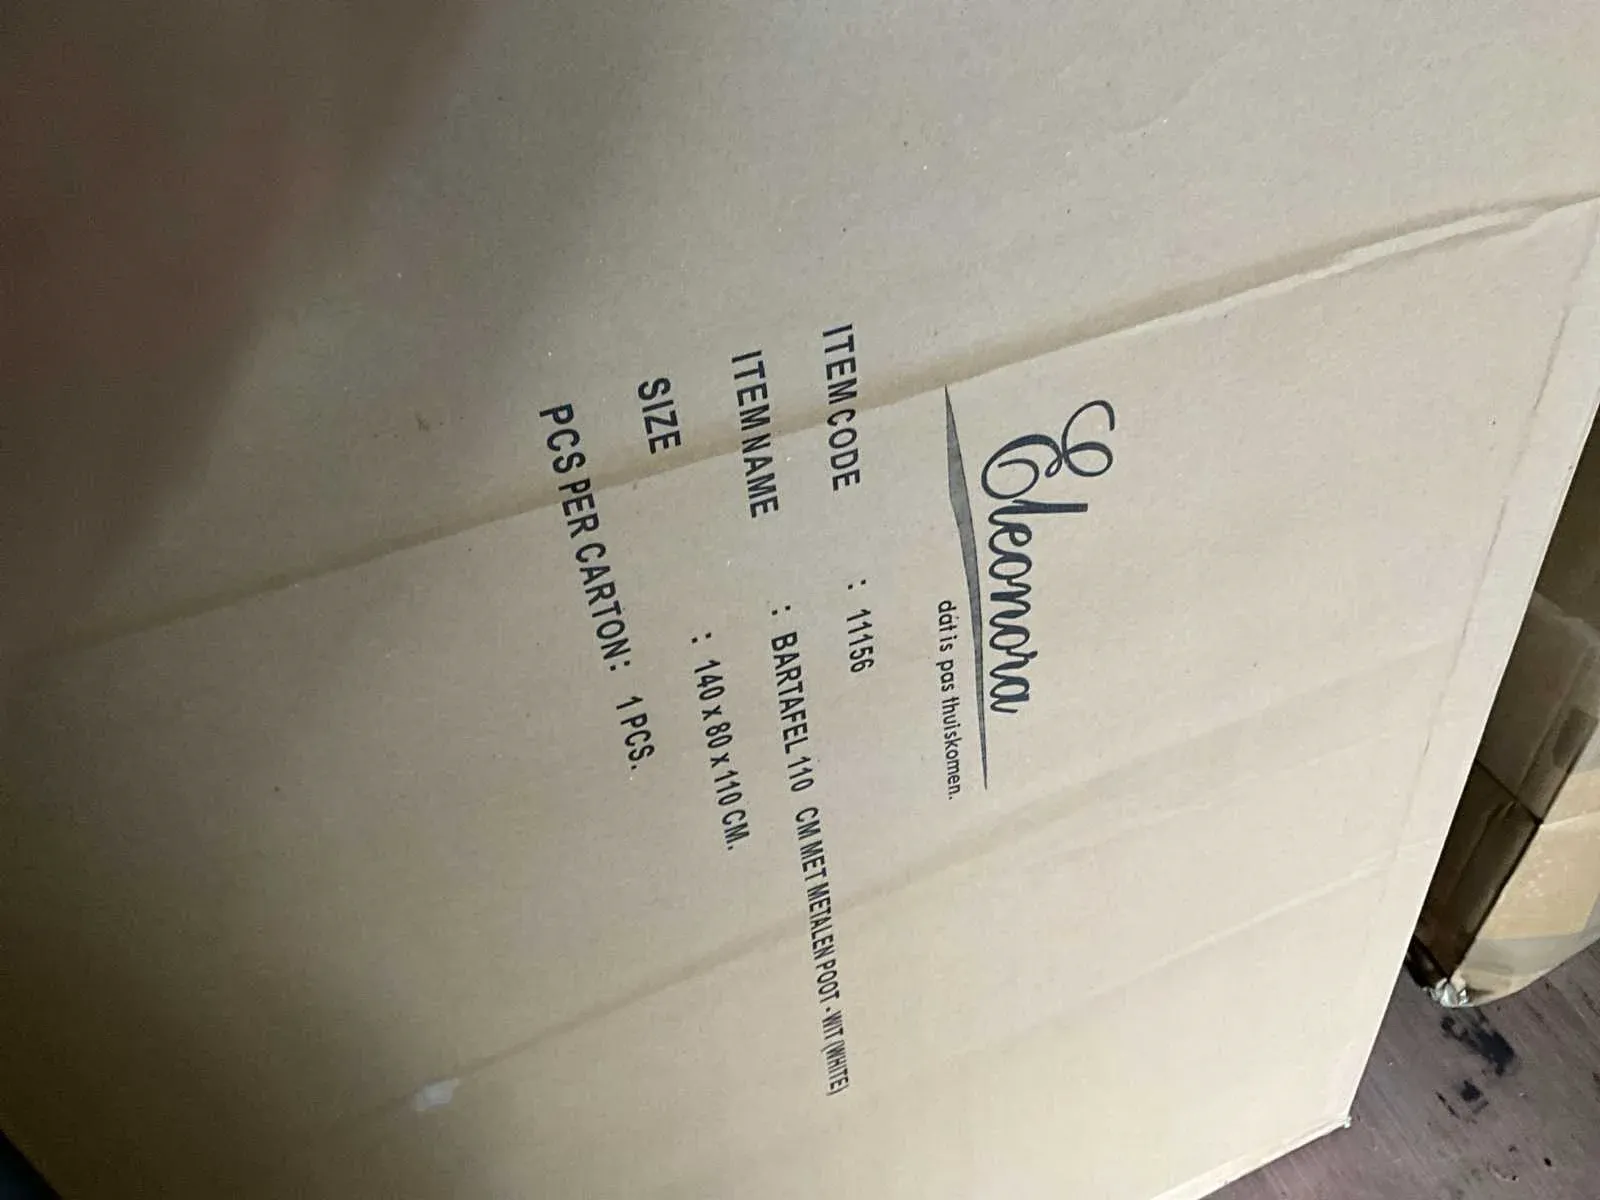 Eleonora
dát is pas thuiskomen.
ITEM CODE : 11156
ITEM NAME : BARTAFEL 110 CM MET METALEN POOT - WIT (WHITE)
SIZE : 140 x 80 x 110 CM.
PCS PER CARTON: 1 PCS.